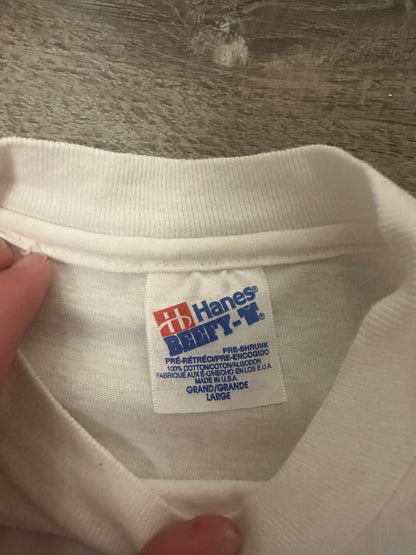 Hanes®
BEEFY-T®
PRE-SHRUNK
PRÉ-RÉTRÉCI/PRE-ENCOGIDO
100% COTTON/COTON/ALGODON
FABRIQUÉ AUX É-U/HECHO EN LOS E.U.A.
MADE IN U.S.A.
GRAND/GRANDE
LARGE